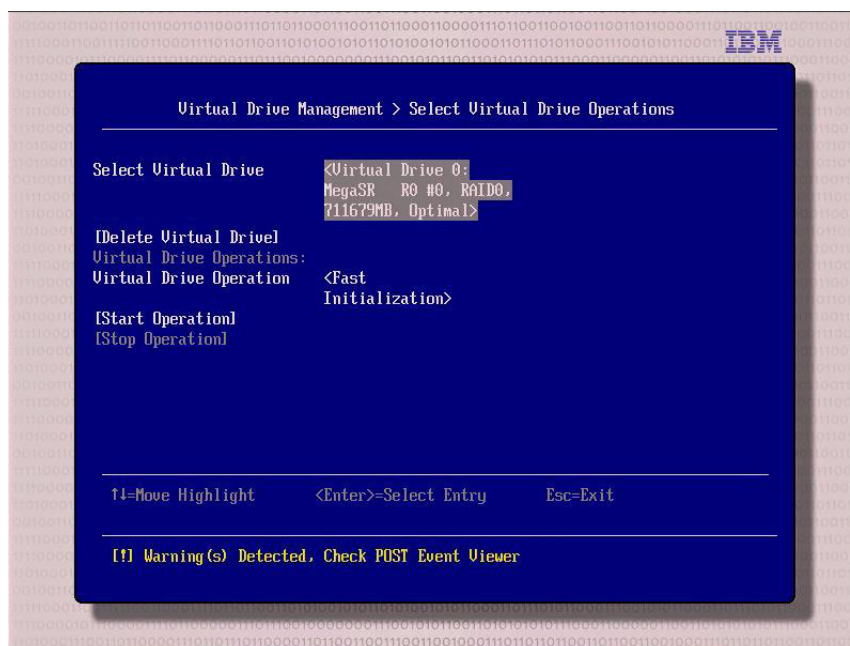 IBM
Virtual Drive Management > Select Virtual Drive Operations
Select Virtual Drive <Virtual Drive 0:
MegaSR R0 #0, RAID0,
711679MB, Optimal>
[Delete Virtual Drive]
Virtual Drive Operations:
Virtual Drive Operation <Fast
Initialization>
[Start Operation]
[Stop Operation]
↑↓=Move Highlight <Enter>=Select Entry Esc=Exit
[!] Warning(s) Detected, Check POST Event Viewer